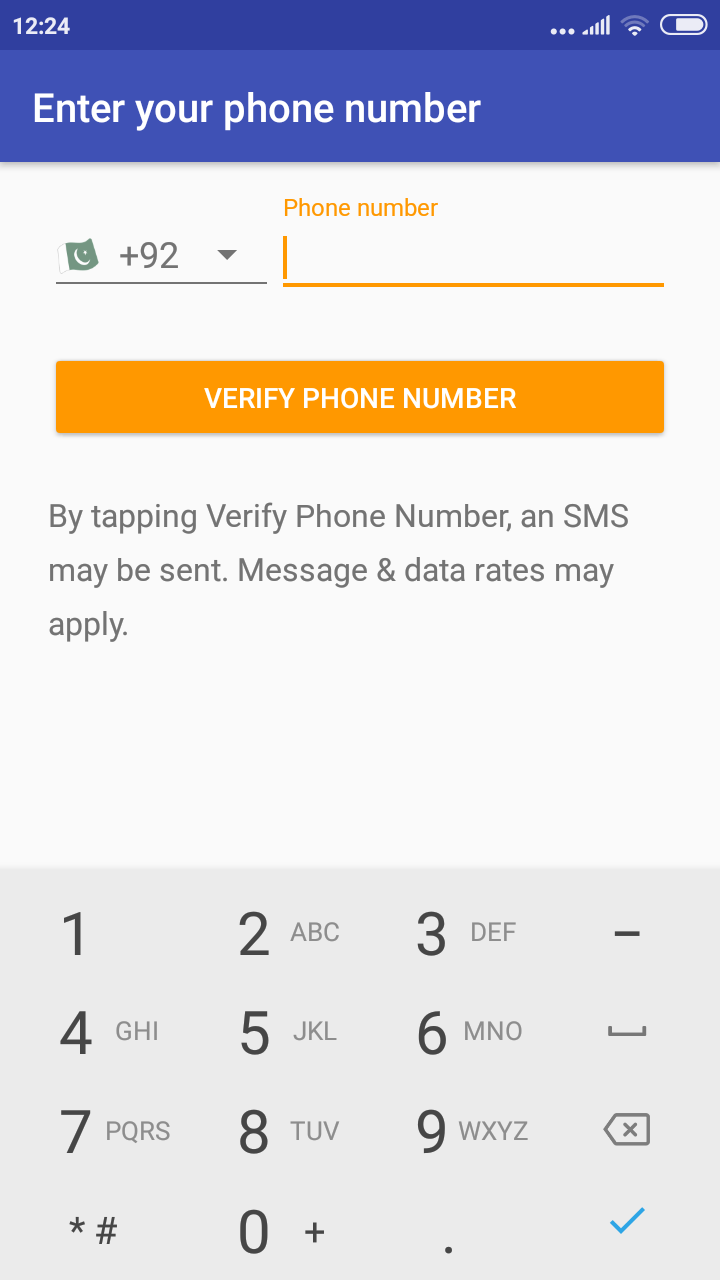 12:24
Enter your phone number
Phone number
+92
VERIFY PHONE NUMBER
By tapping Verify Phone Number, an SMS
may be sent. Message & data rates may
apply.
1 2 ABC 3 DEF –
4 GHI 5 JKL 6 MNO
7 PQRS 8 TUV 9 WXYZ
* # 0 + .